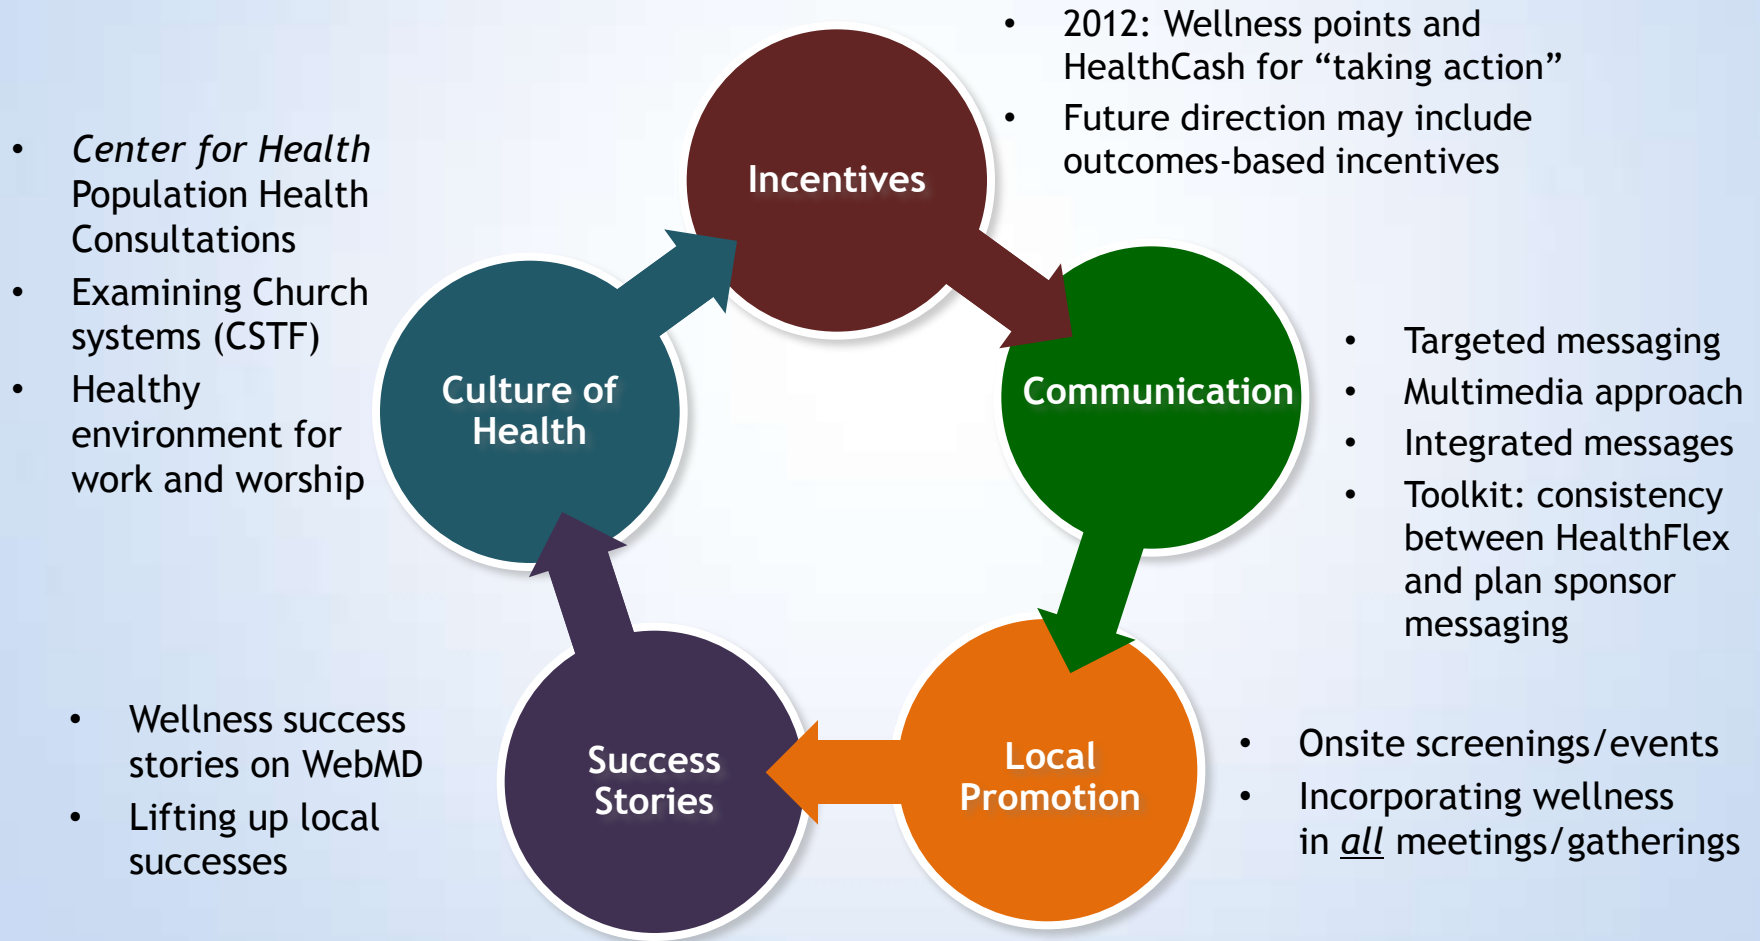 Incentives
• 2012: Wellness points and
HealthCash for “taking action”
• Future direction may include
outcomes-based incentives
Communication
• Targeted messaging
• Multimedia approach
• Integrated messages
• Toolkit: consistency
between HealthFlex
and plan sponsor
messaging
Local
Promotion
• Onsite screenings/events
• Incorporating wellness
in all meetings/gatherings
Success
Stories
• Wellness success
stories on WebMD
• Lifting up local
successes
Culture of
Health
• Center for Health
Population Health
Consultations
• Examining Church
systems (CSTF)
• Healthy
environment for
work and worship